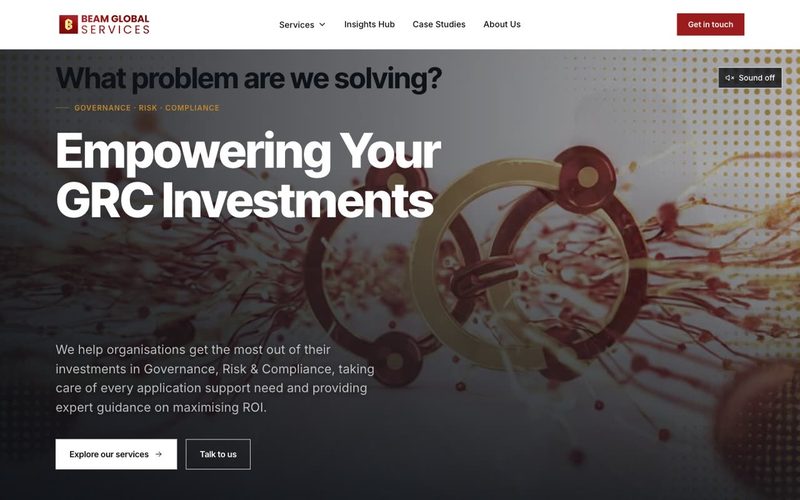 BEAM GLOBAL
SERVICES
Services
Insights Hub
Case Studies
About Us
Get in touch
What problem are we solving?
Sound off
GOVERNANCE · RISK · COMPLIANCE
Empowering Your
GRC Investments
We help organisations get the most out of their
investments in Governance, Risk & Compliance, taking
care of every application support need and providing
expert guidance on maximising ROI.
Explore our services →
Talk to us